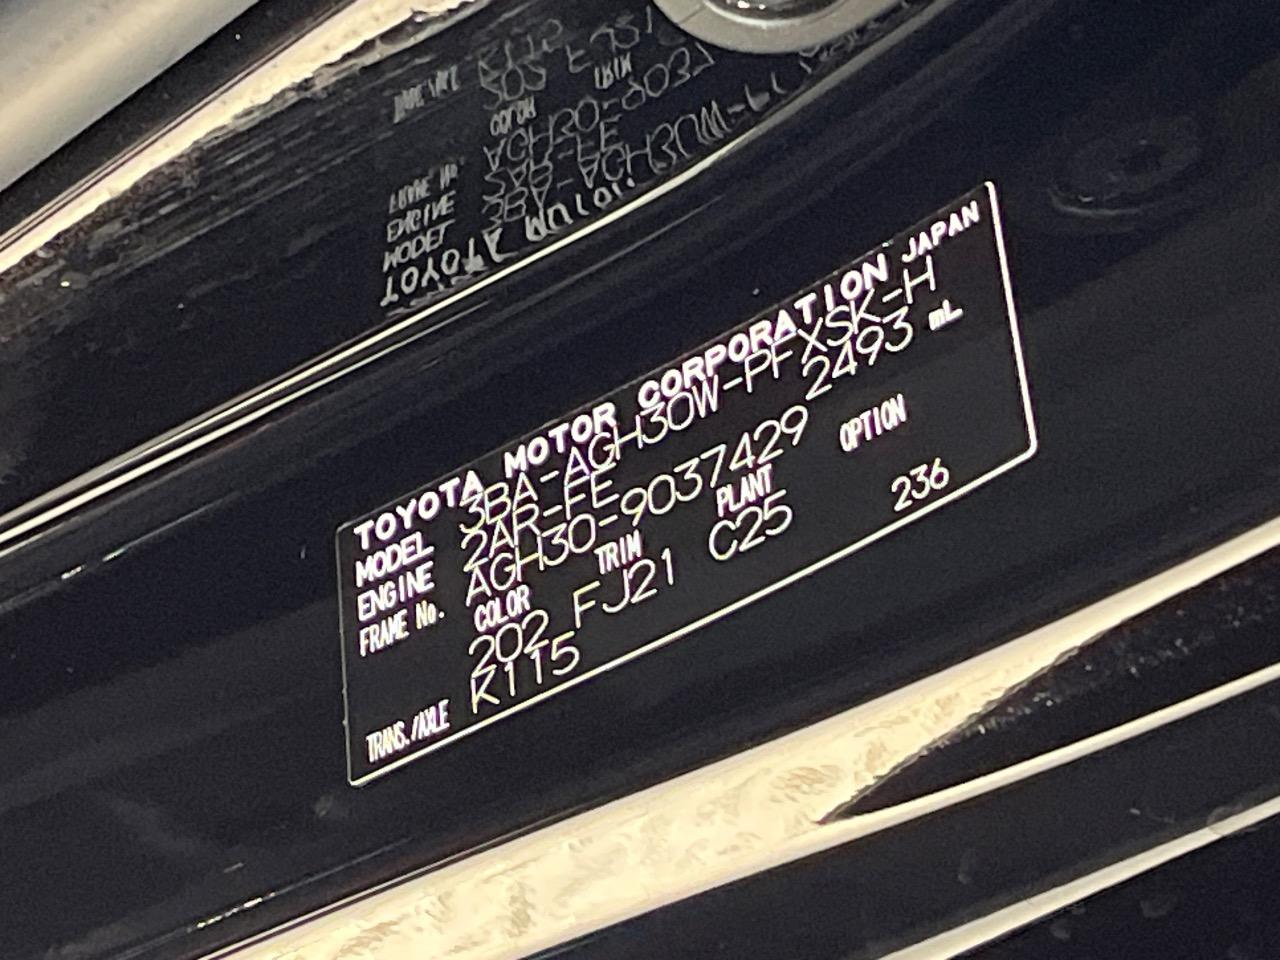 TOYOTA MOTOR CORPORATION JAPAN
MODEL 3BA-AGH30W-PFXSK-H
ENGINE 2AR-FE 2493 mL
FRAME No. AGH30-9037429
COLOR TRIM PLANT OPTION
202 FJ21 C25 236
TRANS./AXLE K115